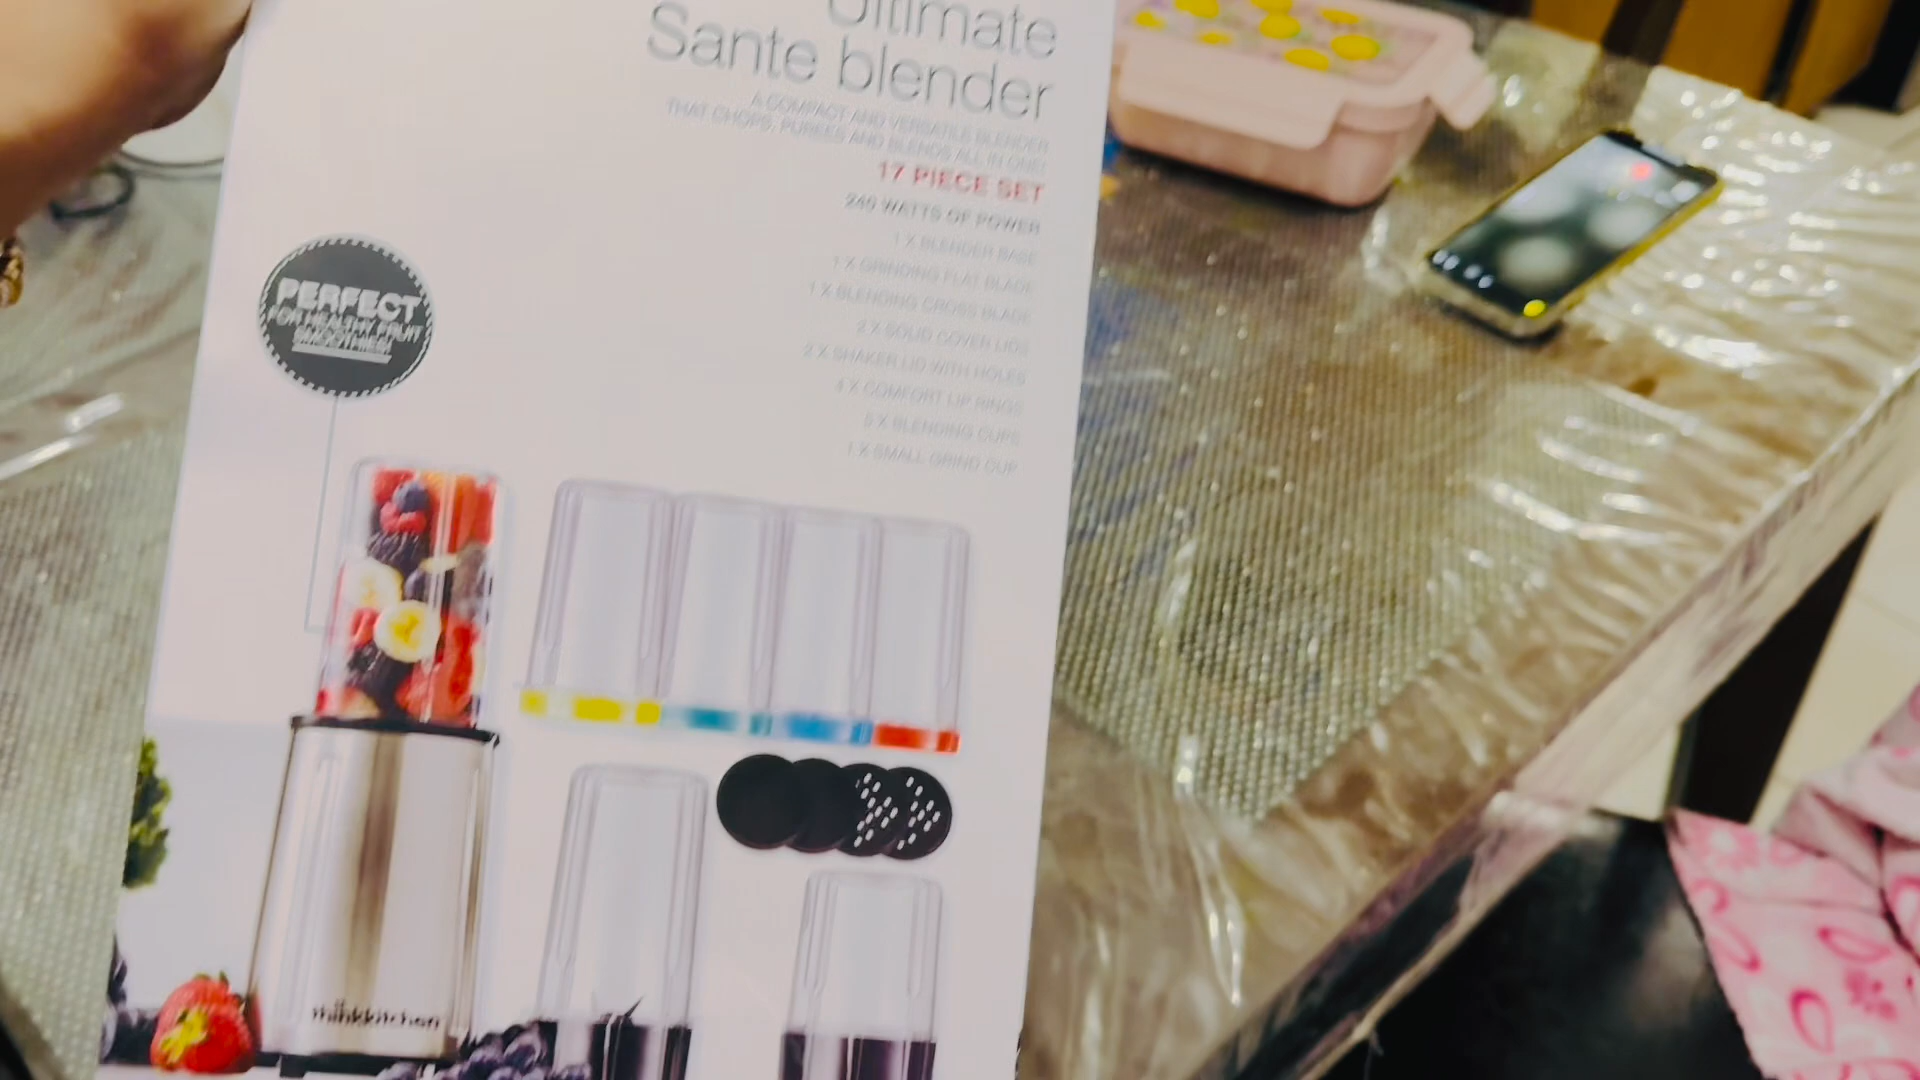 Ultimate
Sante blender
A COMPACT AND VERSATILE BLENDER
THAT CHOPS, PUREES AND BLENDS ALL IN ONE!
17 PIECE SET
240 WATTS OF POWER
1 X BLENDER BASE
1 X GRINDING FLAT BLADE
1 X BLENDING CROSS BLADE
2 X SOLID COVER LIDS
2 X SHAKER LID WITH HOLES
4 X COMFORT LIP RINGS
5 X BLENDING CUPS
1 X SMALL GRIND CUP
PERFECT
FOR HEALTHY FRUIT
SMOOTHIES!
thinkkitchen